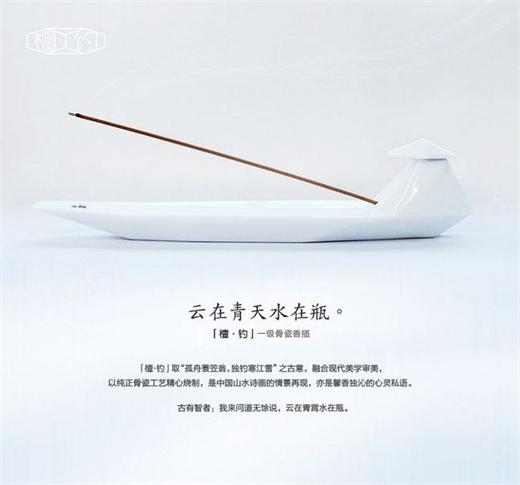 檀 钓
云在青天水在瓶。
「檀·钓」一级骨瓷香插
「檀·钓」取“孤舟蓑笠翁，独钓寒江雪”之古意，融合现代美学审美，
以纯正骨瓷工艺精心烧制，是中国山水诗画的情景再现，亦是馨香独沁的心灵私语。
古有智者：我来问道无馀说，云在青霄水在瓶。